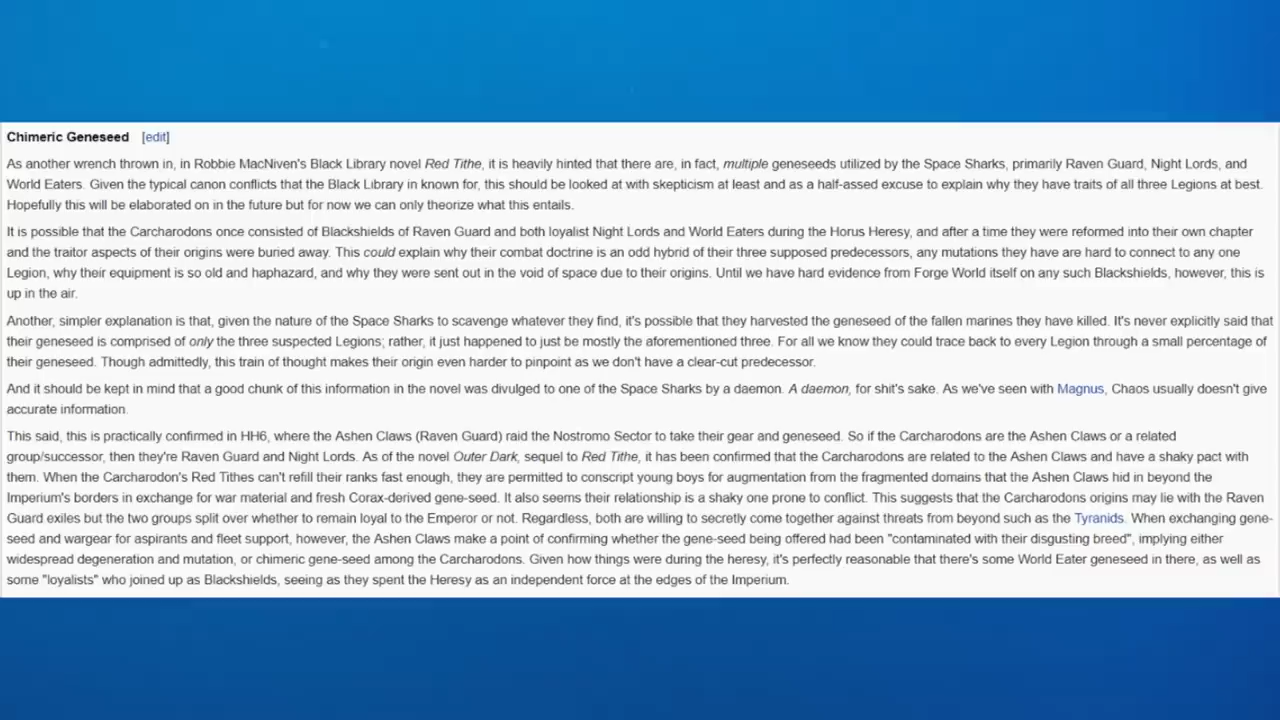 Chimeric Geneseed [edit]
As another wrench thrown in, in Robbie MacNiven's Black Library novel Red Tithe, it is heavily hinted that there are, in fact, multiple geneseeds utilized by the Space Sharks, primarily Raven Guard, Night Lords, and
World Eaters. Given the typical canon conflicts that the Black Library in known for, this should be looked at with skepticism at least and as a half-assed excuse to explain why they have traits of all three Legions at best.
Hopefully this will be elaborated on in the future but for now we can only theorize what this entails.
It is possible that the Carcharodons once consisted of Blackshields of Raven Guard and both loyalist Night Lords and World Eaters during the Horus Heresy, and after a time they were reformed into their own chapter
and the traitor aspects of their origins were buried away. This could explain why their combat doctrine is an odd hybrid of their three supposed predecessors, any mutations they have are hard to connect to any one
Legion, why their equipment is so old and haphazard, and why they were sent out in the void of space due to their origins. Until we have hard evidence from Forge World itself on any such Blackshields, however, this is
up in the air.
Another, simpler explanation is that, given the nature of the Space Sharks to scavenge whatever they find, it's possible that they harvested the geneseed of the fallen marines they have killed. It's never explicitly said that
their geneseed is comprised of only the three suspected Legions; rather, it just happened to just be mostly the aforementioned three. For all we know they could trace back to every Legion through a small percentage of
their geneseed. Though admittedly, this train of thought makes their origin even harder to pinpoint as we don't have a clear-cut predecessor.
And it should be kept in mind that a good chunk of this information in the novel was divulged to one of the Space Sharks by a daemon. A daemon, for shit's sake. As we've seen with Magnus, Chaos usually doesn't give
accurate information.
This said, this is practically confirmed in HH6, where the Ashen Claws (Raven Guard) raid the Nostromo Sector to take their gear and geneseed. So if the Carcharodons are the Ashen Claws or a related
group/successor, then they're Raven Guard and Night Lords. As of the novel Outer Dark, sequel to Red Tithe, it has been confirmed that the Carcharodons are related to the Ashen Claws and have a shaky pact with
them. When the Carcharodon's Red Tithes can't refill their ranks fast enough, they are permitted to conscript young boys for augmentation from the fragmented domains that the Ashen Claws hid in beyond the
Imperium's borders in exchange for war material and fresh Corax-derived gene-seed. It also seems their relationship is a shaky one prone to conflict. This suggests that the Carcharodons origins may lie with the Raven
Guard exiles but the two groups split over whether to remain loyal to the Emperor or not. Regardless, both are willing to secretly come together against threats from beyond such as the Tyranids. When exchanging gene-
seed and wargear for aspirants and fleet support, however, the Ashen Claws make a point of confirming whether the gene-seed being offered had been "contaminated with their disgusting breed", implying either
widespread degeneration and mutation, or chimeric gene-seed among the Carcharodons. Given how things were during the heresy, it's perfectly reasonable that there's some World Eater geneseed in there, as well as
some "loyalists" who joined up as Blackshields, seeing as they spent the Heresy as an independent force at the edges of the Imperium.